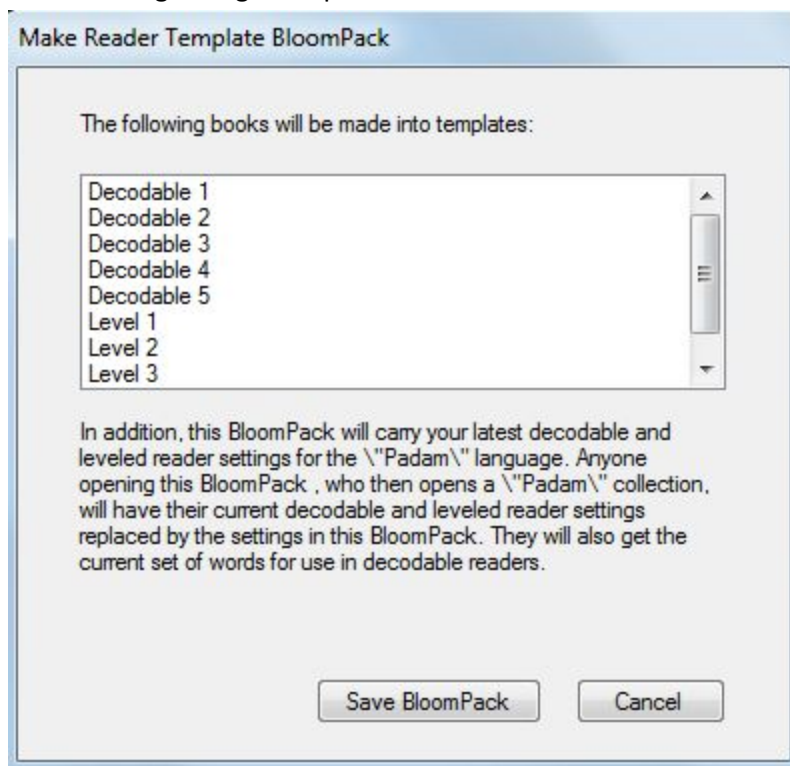 Make Reader Template BloomPack
The following books will be made into templates:
Decodable 1
Decodable 2
Decodable 3
Decodable 4
Decodable 5
Level 1
Level 2
Level 3
In addition, this BloomPack will carry your latest decodable and
leveled reader settings for the \"Padam\" language. Anyone
opening this BloomPack , who then opens a \"Padam\" collection,
will have their current decodable and leveled reader settings
replaced by the settings in this BloomPack. They will also get the
current set of words for use in decodable readers.
Save BloomPack
Cancel